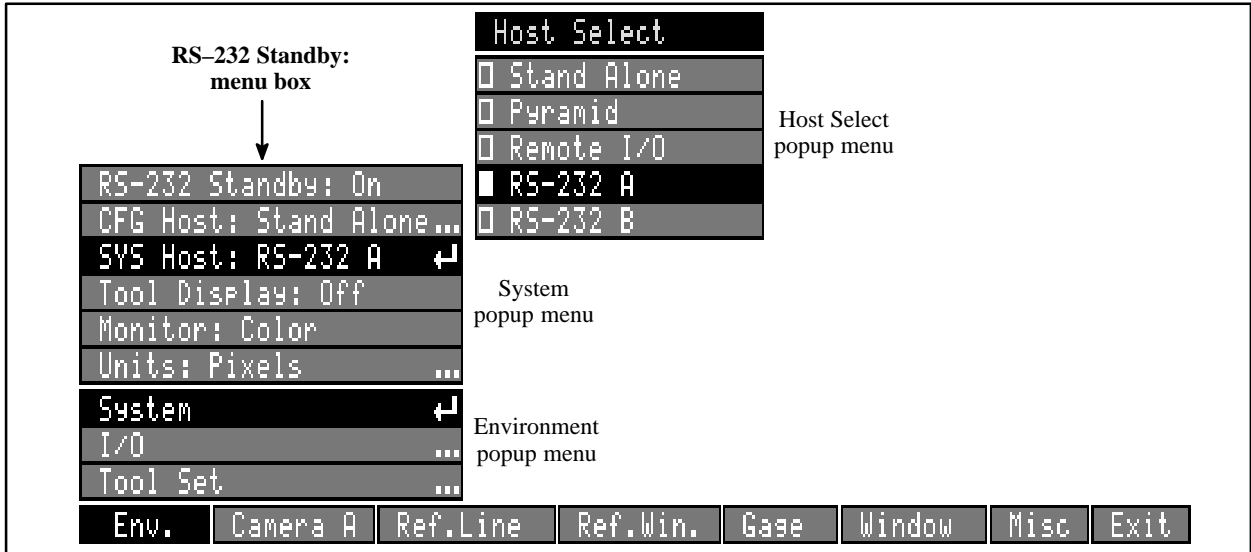 RS–232 Standby:
menu box
Host Select
Stand Alone
Pyramid
Remote I/O
RS-232 A
RS-232 B
Host Select
popup menu
RS-232 Standby: On
CFG Host: Stand Alone...
SYS Host: RS-232 A ↵
Tool Display: Off
Monitor: Color
Units: Pixels ...
System
popup menu
System ↵
I/O ...
Tool Set ...
Environment
popup menu
Env. Camera A Ref.Line Ref.Win. Gage Window Misc Exit